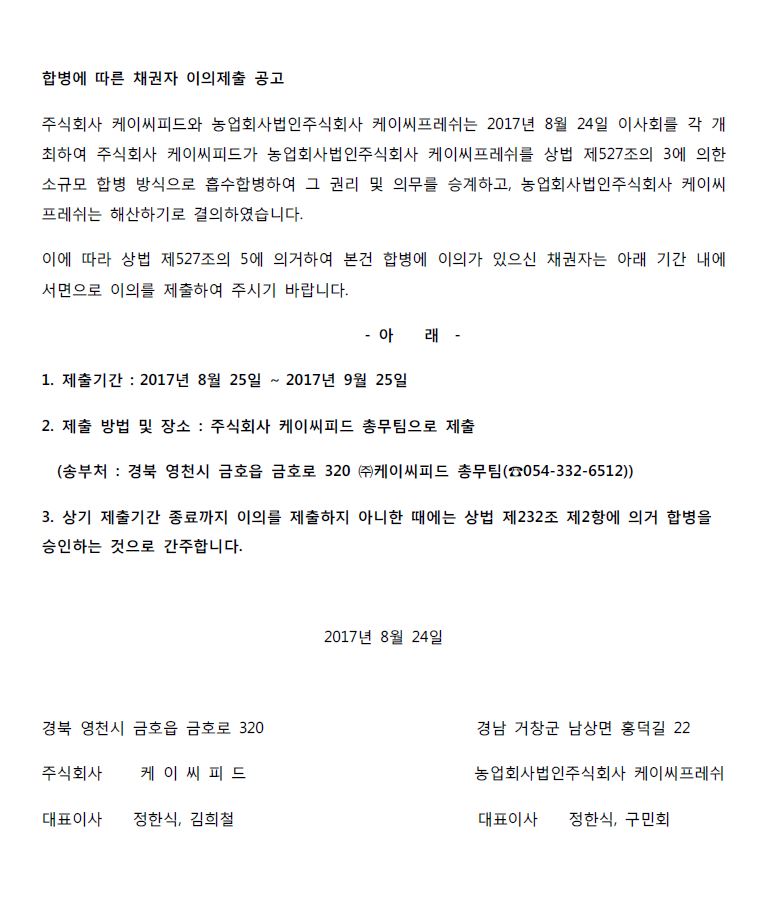 합병에 따른 채권자 이의제출 공고
주식회사 케이씨피드와 농업회사법인주식회사 케이씨프레쉬는 2017년 8월 24일 이사회를 각 개
최하여 주식회사 케이씨피드가 농업회사법인주식회사 케이씨프레쉬를 상법 제527조의 3에 의한
소규모 합병 방식으로 흡수합병하여 그 권리 및 의무를 승계하고, 농업회사법인주식회사 케이씨
프레쉬는 해산하기로 결의하였습니다.
이에 따라 상법 제527조의 5에 의거하여 본건 합병에 이의가 있으신 채권자는 아래 기간 내에
서면으로 이의를 제출하여 주시기 바랍니다.
- 아 래 -
1. 제출기간 : 2017년 8월 25일 ~ 2017년 9월 25일
2. 제출 방법 및 장소 : 주식회사 케이씨피드 총무팀으로 제출
(송부처 : 경북 영천시 금호읍 금호로 320 ㈜케이씨피드 총무팀(☎054-332-6512))
3. 상기 제출기간 종료까지 이의를 제출하지 아니한 때에는 상법 제232조 제2항에 의거 합병을
승인하는 것으로 간주합니다.
2017년 8월 24일
경북 영천시 금호읍 금호로 320 경남 거창군 남상면 홍덕길 22
주식회사 케 이 씨 피 드 농업회사법인주식회사 케이씨프레쉬
대표이사 정한식, 김희철 대표이사 정한식, 구민회